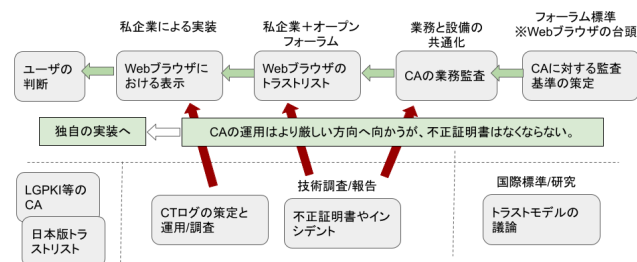 私企業による実装
私企業+オープン
フォーラム
業務と設備の
共通化
フォーラム標準
※Webブラウザの台頭
ユーザの
判断
Webブラウザに
おける表示
Webブラウザの
トラストリスト
CAの業務監査
CAに対する監査
基準の策定
独自の実装へ
CAの運用はより厳しい方向へ向かうが、不正証明書はなくならない。
LGPKI等の
CA
日本版トラ
ストリスト
CTログの策定と
運用/調査
技術調査/報告
不正証明書やイン
シデント
国際標準/研究
トラストモデルの
議論